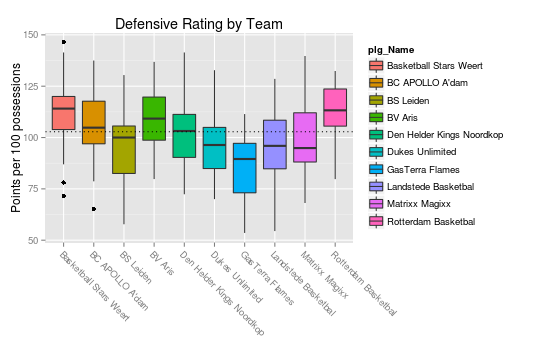 Defensive Rating by Team
Points per 100 possessions
150
125
100
75
50
Basketball Stars Weert
BC APOLLO A'dam
BS Leiden
BV Aris
Den Helder Kings Noordkop
Dukes Unlimited
GasTerra Flames
Landstede Basketbal
Matrixx Magixx
Rotterdam Basketbal
plg_Name
Basketball Stars Weert
BC APOLLO A'dam
BS Leiden
BV Aris
Den Helder Kings Noordkop
Dukes Unlimited
GasTerra Flames
Landstede Basketbal
Matrixx Magixx
Rotterdam Basketbal